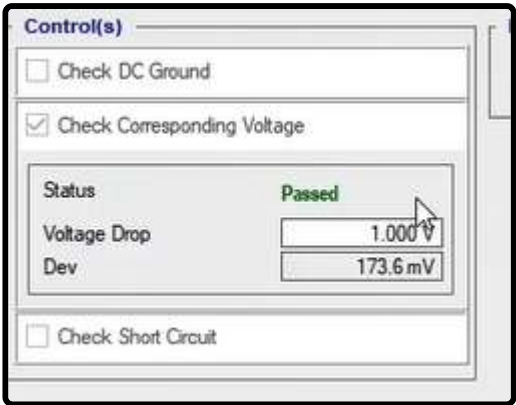 Control(s)
Check DC Ground
Check Corresponding Voltage
Status Passed
Voltage Drop 1.000 V
Dev 173.6 mV
Check Short Circuit